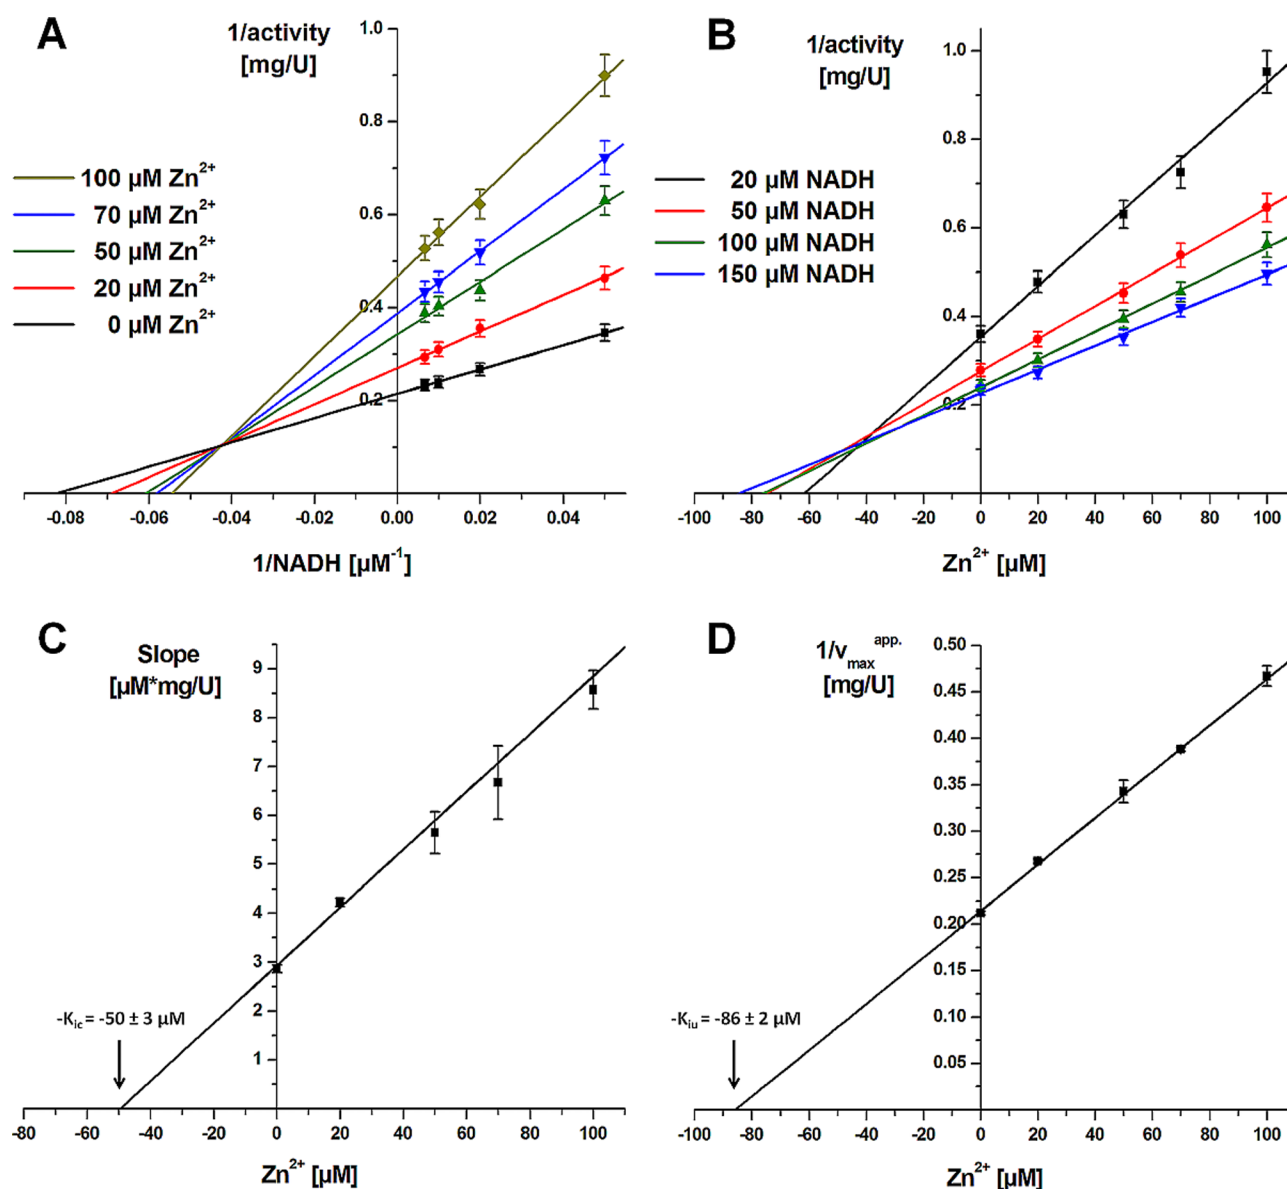 A
1/activity
[mg/U]
1.0
0.8
0.6
0.4
0.2
100 µM Zn²⁺
70 µM Zn²⁺
50 µM Zn²⁺
20 µM Zn²⁺
0 µM Zn²⁺
-0.08 -0.06 -0.04 -0.02 0.00 0.02 0.04
1/NADH [µM⁻¹]
B
1/activity
[mg/U]
1.0
0.8
0.6
0.4
0.2
20 µM NADH
50 µM NADH
100 µM NADH
150 µM NADH
-100 -80 -60 -40 -20 0 20 40 60 80 100
Zn²⁺ [µM]
C
Slope
[µM*mg/U]
9
8
7
6
5
4
3
2
1
-Kic = -50 ± 3 µM
-80 -60 -40 -20 0 20 40 60 80 100
Zn²⁺ [µM]
D
1/vmax app.
[mg/U]
0.50
0.45
0.40
0.35
0.30
0.25
0.20
0.15
0.10
0.05
-Kiu = -86 ± 2 µM
-100 -80 -60 -40 -20 0 20 40 60 80 100
Zn²⁺ [µM]